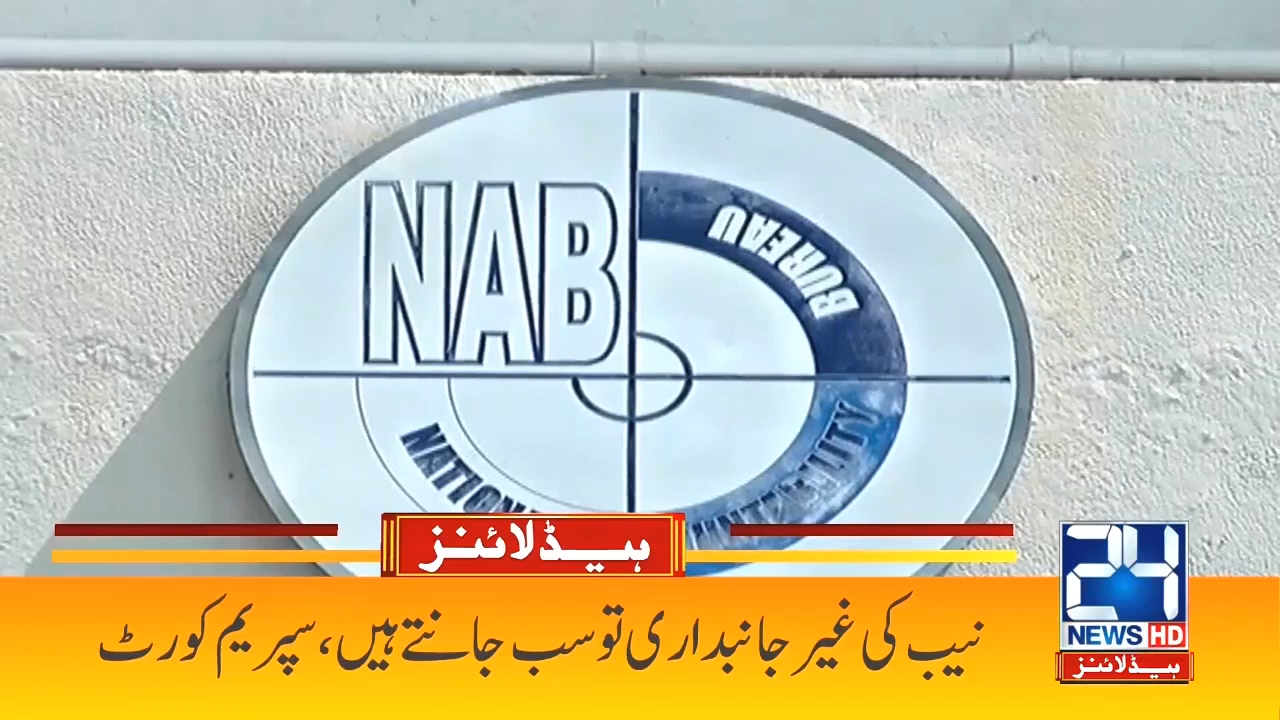 NAB
BUREAU
ہیڈلائنز
نیب کی غیر جانبداری تو سب جانتے ہیں، سپریم کورٹ
24
NEWS HD
ہیڈلائنز